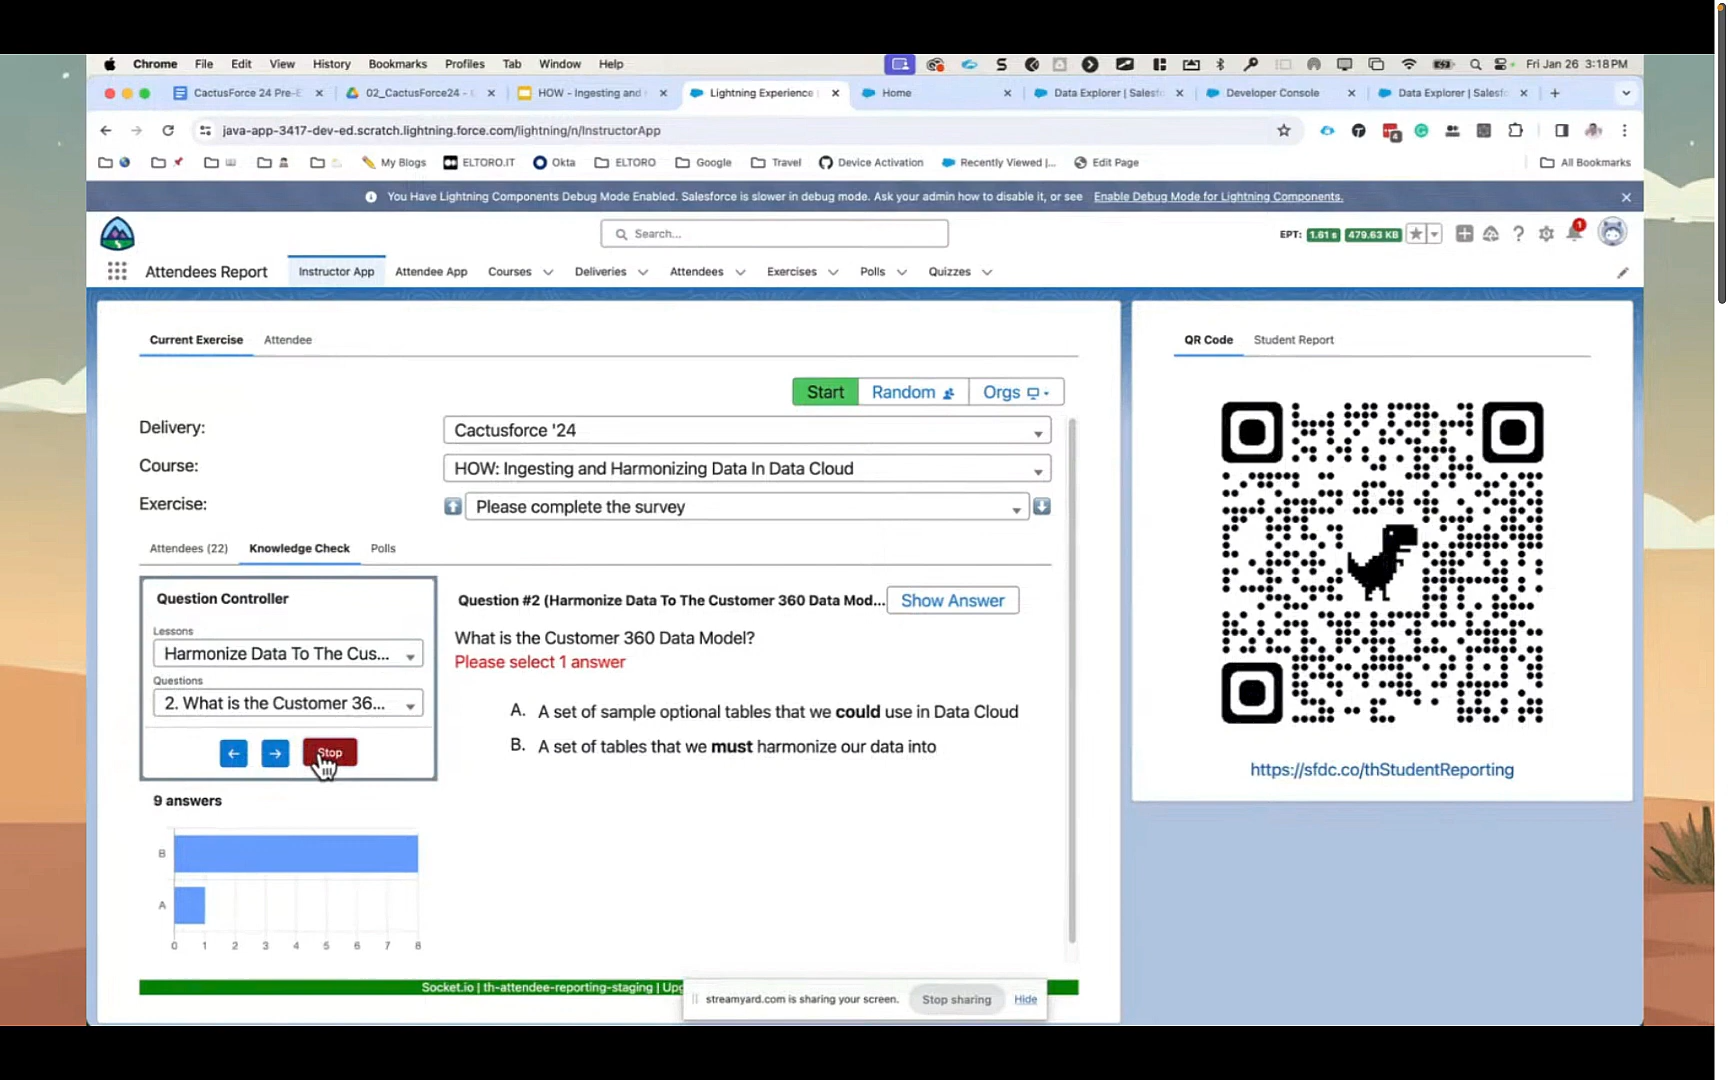 Chrome File Edit View History Bookmarks Profiles Tab Window Help Fri Jan 26 3:18 PM
CactusForce 24 Pre-E 02_CactusForce24 - HOW - Ingesting and Lightning Experience Home Data Explorer | Salesfo Developer Console Data Explorer | Salesfo
java-app-3417-dev-ed.scratch.lightning.force.com/lightning/n/InstructorApp
My Blogs ELTORO.IT Okta ELTORO Google Travel Device Activation Recently Viewed |... Edit Page All Bookmarks
You Have Lightning Components Debug Mode Enabled. Salesforce is slower in debug mode. Ask your admin how to disable it, or see Enable Debug Mode for Lightning Components.
Search... EPT: 1.61 s 479.63 KB 1
Attendees Report Instructor App Attendee App Courses Deliveries Attendees Exercises Polls Quizzes
Current Exercise Attendee
QR Code Student Report
Start Random Orgs
Delivery: Cactusforce '24
Course: HOW: Ingesting and Harmonizing Data In Data Cloud
Exercise: Please complete the survey
Attendees (22) Knowledge Check Polls
Question Controller
Lessons
Harmonize Data To The Cus...
Questions
2. What is the Customer 36...
Stop
Question #2 (Harmonize Data To The Customer 360 Data Mod... Show Answer
What is the Customer 360 Data Model?
Please select 1 answer
A. A set of sample optional tables that we could use in Data Cloud
B. A set of tables that we must harmonize our data into
https://sfdc.co/thStudentReporting
9 answers
B
A
0 1 2 3 4 5 6 7 8
Socket.io | th-attendee-reporting-staging | Upg
streamyard.com is sharing your screen. Stop sharing Hide